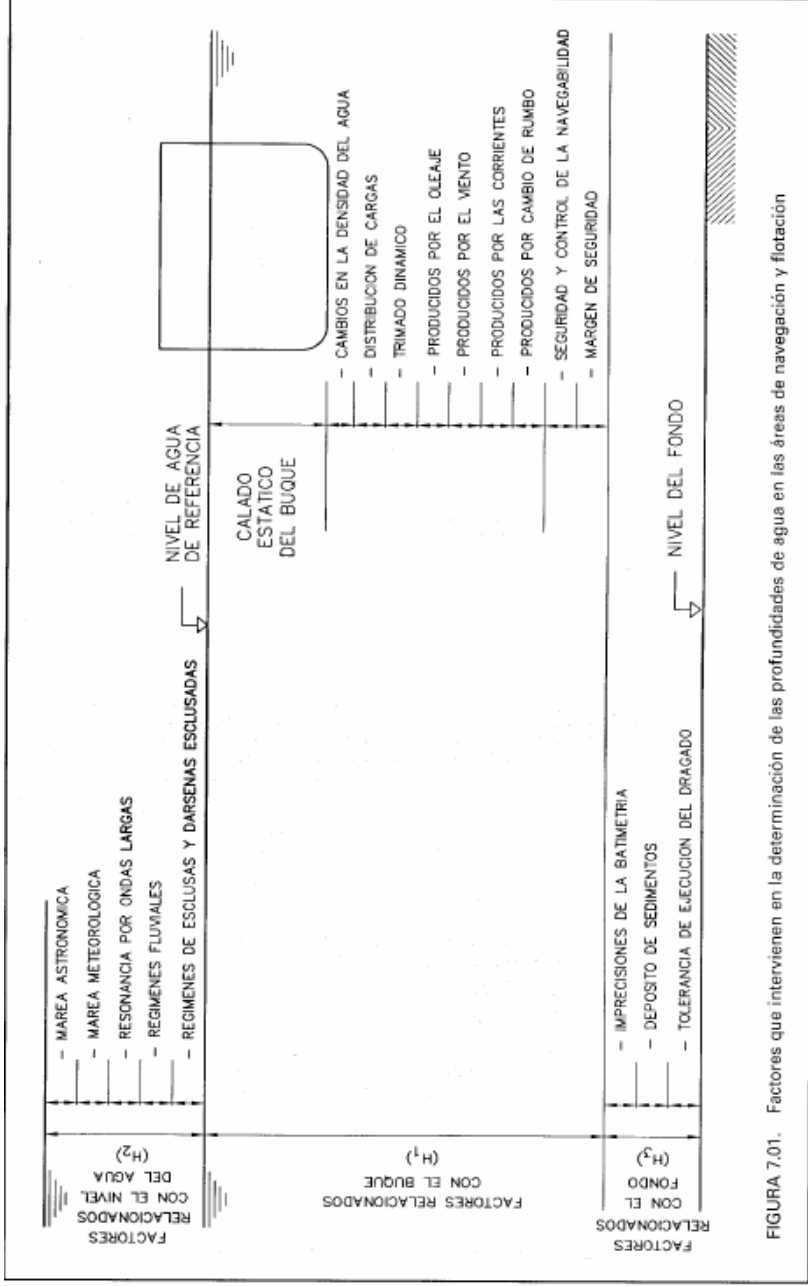 FACTORES
RELACIONADOS
CON EL NIVEL
DEL AGUA
(H2)
- MAREA ASTRONOMICA
- MAREA METEOROLOGICA
- RESONANCIA POR ONDAS LARGAS
- REGIMENES FLUVIALES
- REGIMENES DE ESCLUSAS Y DARSENAS ESCLUSADAS
NIVEL DE AGUA
DE REFERENCIA
FACTORES RELACIONADOS
CON EL BUQUE
(H1)
CALADO
ESTATICO
DEL BUQUE
- CAMBIOS EN LA DENSIDAD DEL AGUA
- DISTRIBUCION DE CARGAS
- TRIMADO DINAMICO
- PRODUCIDOS POR EL OLEAJE
- PRODUCIDOS POR EL VIENTO
- PRODUCIDOS POR LAS CORRIENTES
- PRODUCIDOS POR CAMBIO DE RUMBO
- SEGURIDAD Y CONTROL DE LA NAVEGABILIDAD
- MARGEN DE SEGURIDAD
FACTORES
RELACIONADOS
CON EL
FONDO
(H3)
- IMPRECISIONES DE LA BATIMETRIA
- DEPOSITO DE SEDIMENTOS
- TOLERANCIA DE EJECUCION DEL DRAGADO
NIVEL DEL FONDO
FIGURA 7.01. Factores que intervienen en la determinación de las profundidades de agua en las áreas de navegación y flotación